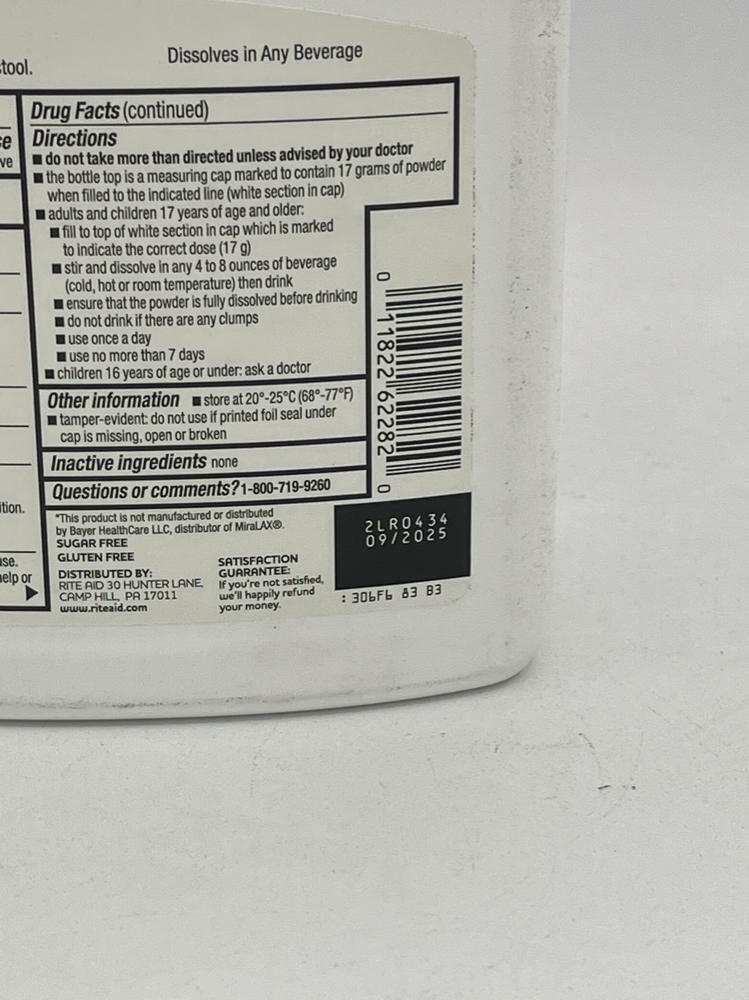 stool.
Dissolves in Any Beverage
Drug Facts (continued)
Directions
■ do not take more than directed unless advised by your doctor
■ the bottle top is a measuring cap marked to contain 17 grams of powder
when filled to the indicated line (white section in cap)
■ adults and children 17 years of age and older:
■ fill to top of white section in cap which is marked
to indicate the correct dose (17 g)
■ stir and dissolve in any 4 to 8 ounces of beverage
(cold, hot or room temperature) then drink
■ ensure that the powder is fully dissolved before drinking
■ do not drink if there are any clumps
■ use once a day
■ use no more than 7 days
■ children 16 years of age or under: ask a doctor
Other information ■ store at 20°-25°C (68°-77°F)
■ tamper-evident: do not use if printed foil seal under
cap is missing, open or broken
Inactive ingredients none
Questions or comments? 1-800-719-9260
*This product is not manufactured or distributed
by Bayer HealthCare LLC, distributor of MiraLAX®.
SUGAR FREE
GLUTEN FREE
DISTRIBUTED BY:
RITE AID 30 HUNTER LANE,
CAMP HILL, PA 17011
www.riteaid.com
SATISFACTION
GUARANTEE:
If you're not satisfied,
we'll happily refund
your money.
0 11822 62282 0
2LR0434
09/2025
: 306F6 83 B3
ve
ition.
use.
help or